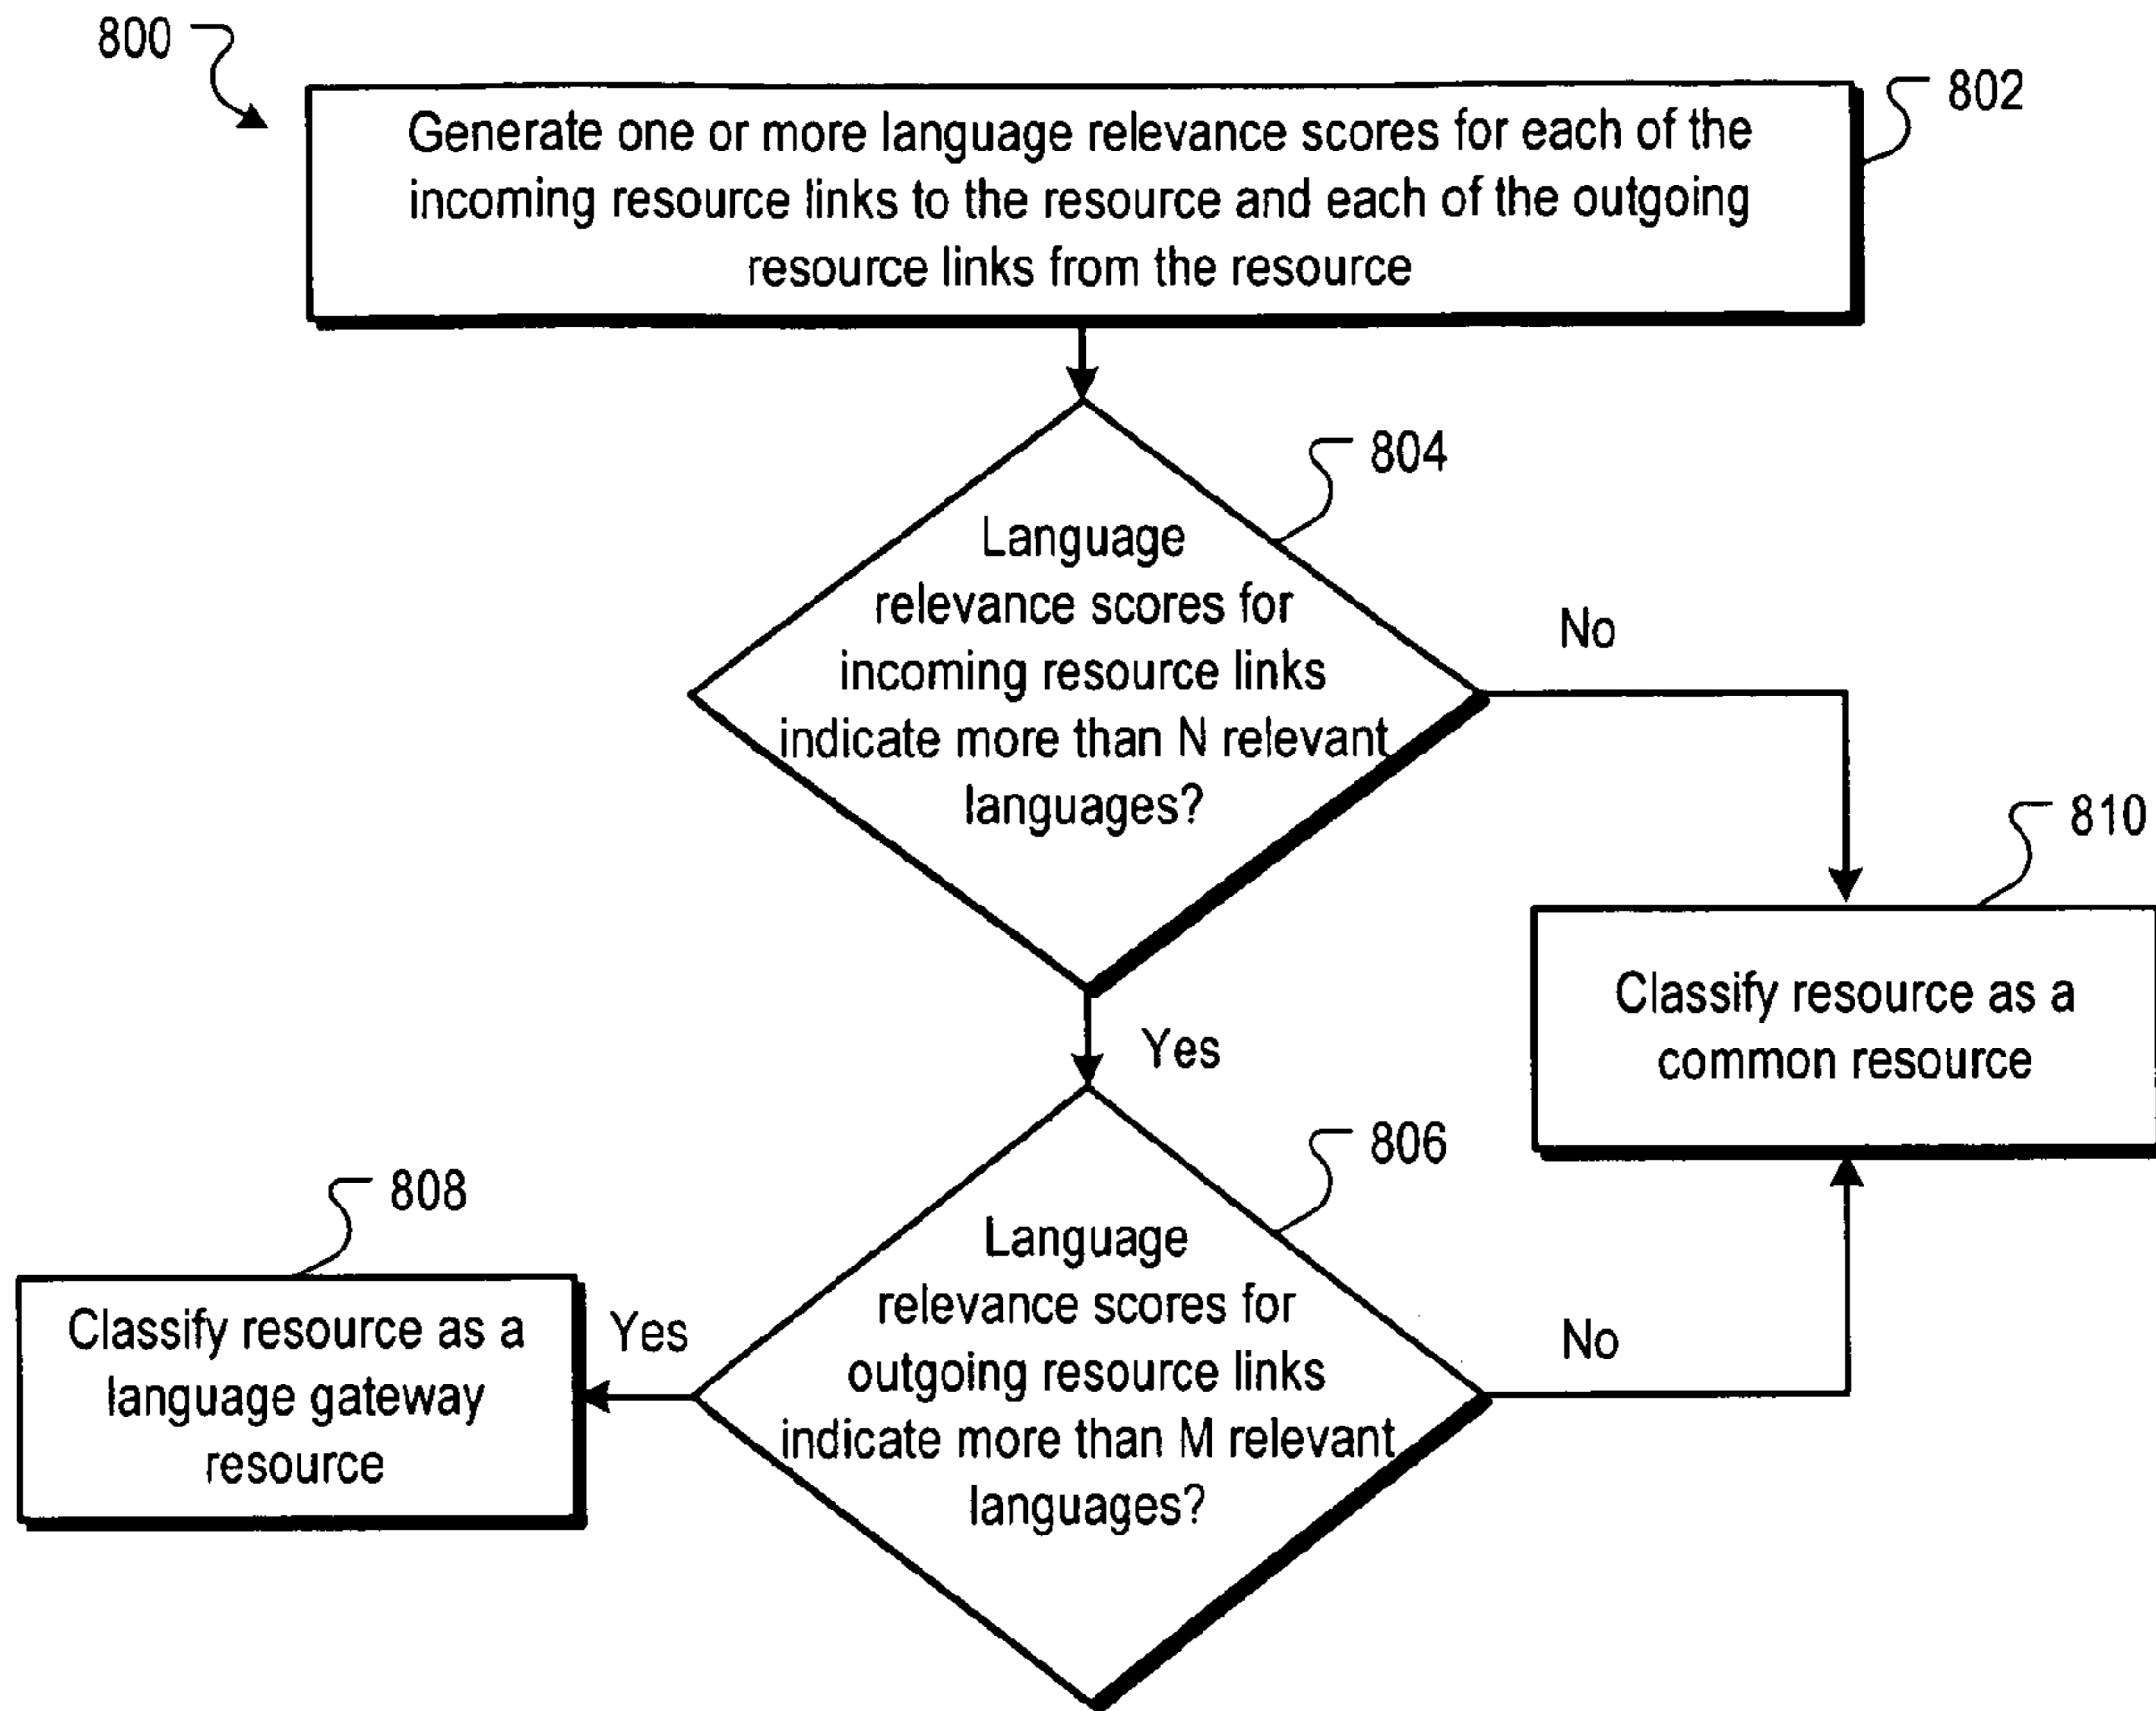 800
802
Generate one or more language relevance scores for each of the
incoming resource links to the resource and each of the outgoing
resource links from the resource
804
Language
relevance scores for
incoming resource links
indicate more than N relevant
languages?
No
Yes
810
Classify resource as a
common resource
806
Language
relevance scores for
outgoing resource links
indicate more than M relevant
languages?
No
Yes
808
Classify resource as a
language gateway
resource